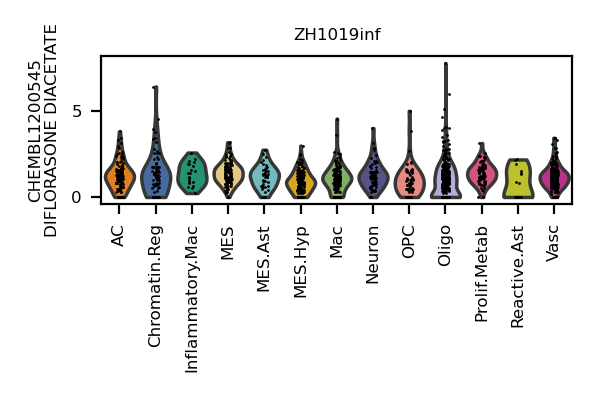 ZH1019inf
CHEMBL1200545
DIFLORASONE DIACETATE
5
0
AC
Chromatin.Reg
Inflammatory.Mac
MES
MES.Ast
MES.Hyp
Mac
Neuron
OPC
Oligo
Prolif.Metab
Reactive.Ast
Vasc